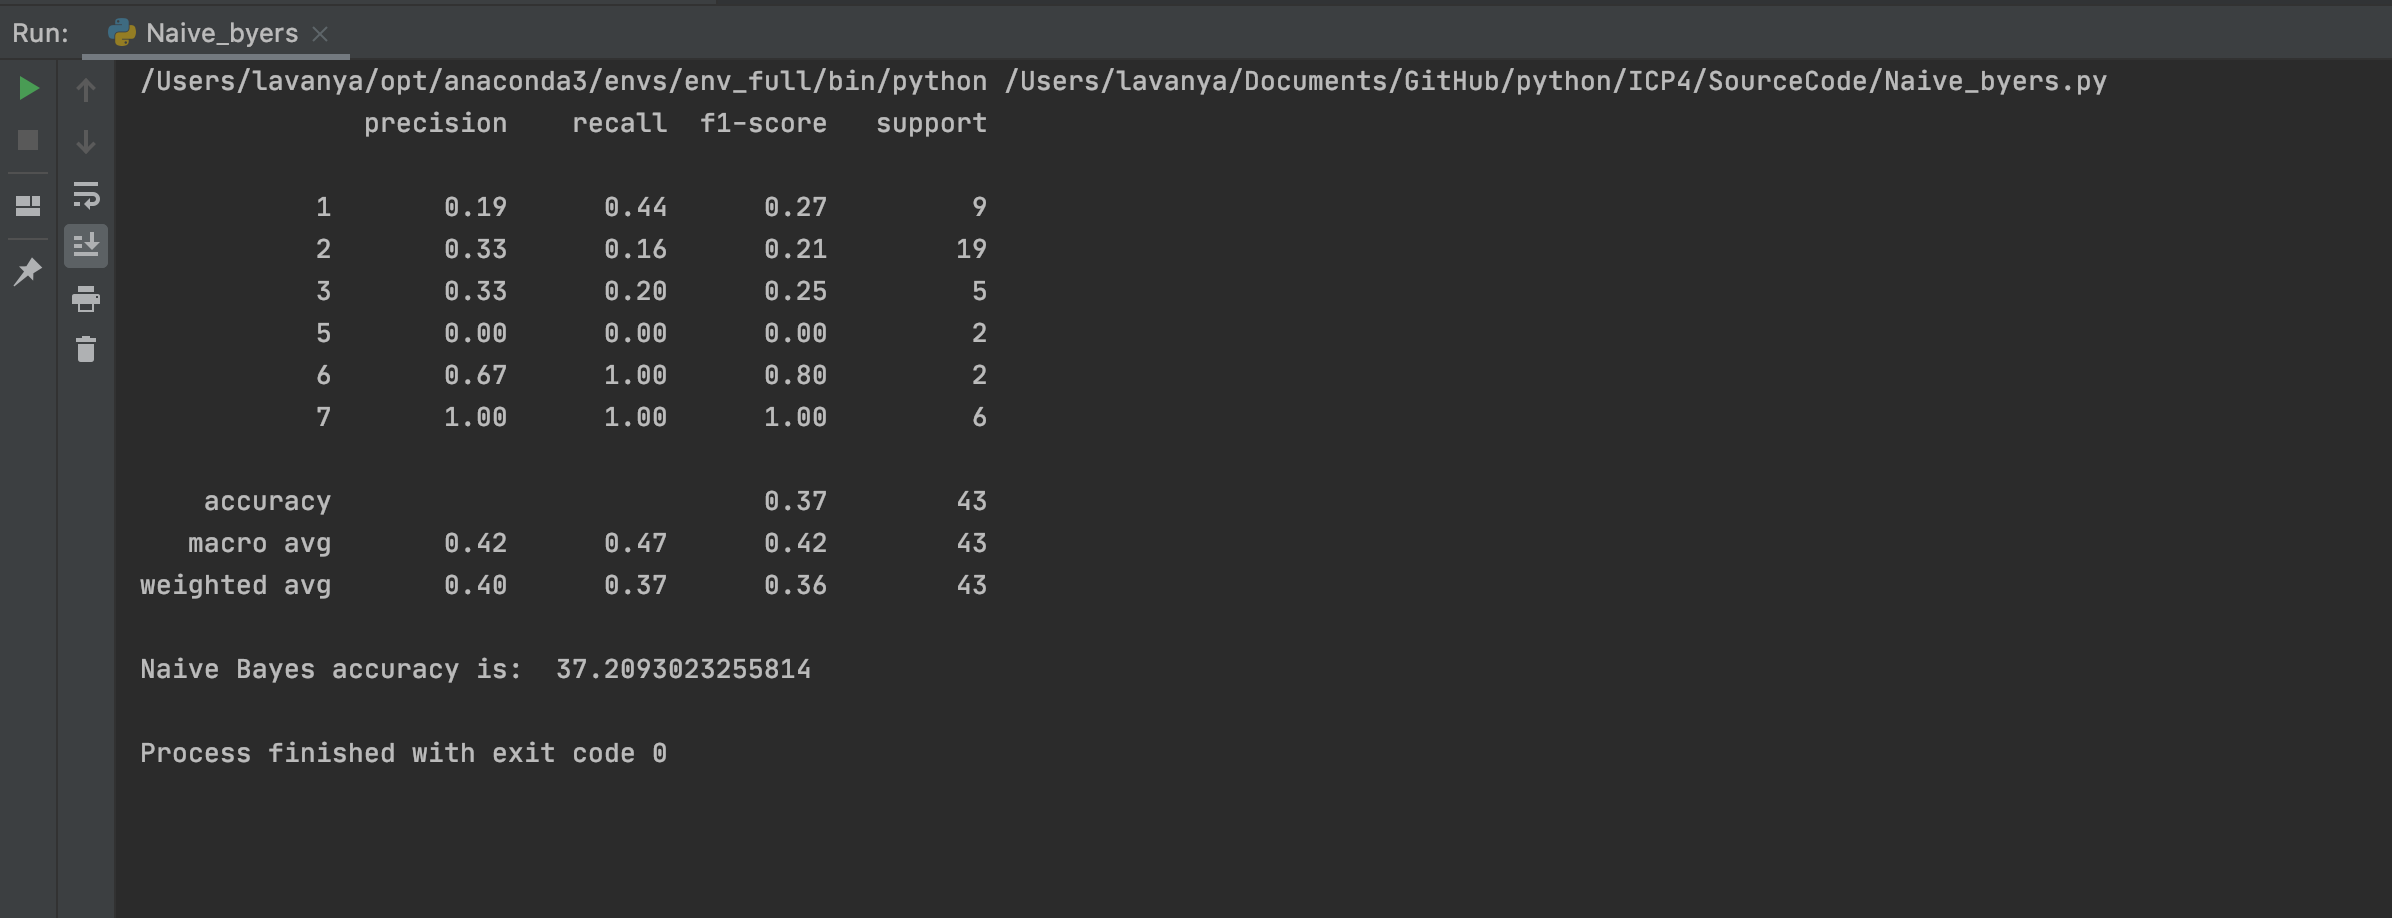 Run: Naive_byers
/Users/lavanya/opt/anaconda3/envs/env_full/bin/python /Users/lavanya/Documents/GitHub/python/ICP4/SourceCode/Naive_byers.py
precision recall f1-score support
1 0.19 0.44 0.27 9
2 0.33 0.16 0.21 19
3 0.33 0.20 0.25 5
5 0.00 0.00 0.00 2
6 0.67 1.00 0.80 2
7 1.00 1.00 1.00 6
accuracy 0.37 43
macro avg 0.42 0.47 0.42 43
weighted avg 0.40 0.37 0.36 43
Naive Bayes accuracy is: 37.2093023255814
Process finished with exit code 0